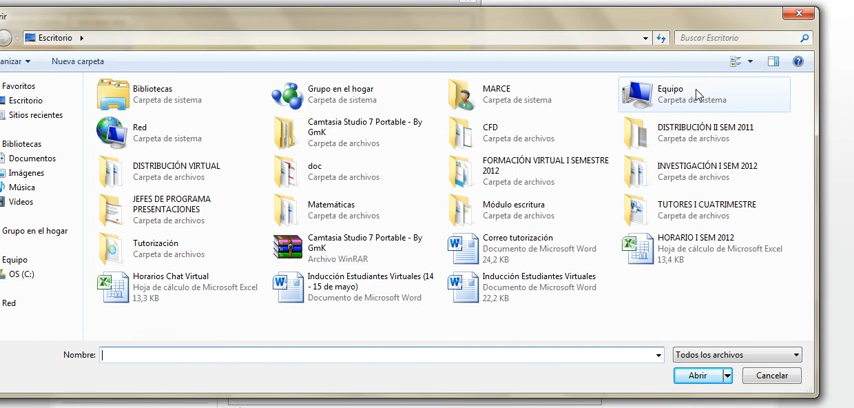 rir
Escritorio
Buscar Escritorio
anizar
Nueva carpeta
Favoritos
Escritorio
Sitios recientes
Bibliotecas
Documentos
Imágenes
Música
Vídeos
Grupo en el hogar
Equipo
OS (C:)
Red
Bibliotecas
Carpeta de sistema
Grupo en el hogar
Carpeta de sistema
MARCE
Carpeta de sistema
Equipo
Carpeta de sistema
Red
Carpeta de sistema
Camtasia Studio 7 Portable - By
GmK
Carpeta de archivos
CFD
Carpeta de archivos
DISTRIBUCIÓN II SEM 2011
Carpeta de archivos
DISTRIBUCIÓN VIRTUAL
Carpeta de archivos
doc
Carpeta de archivos
FORMACIÓN VIRTUAL I SEMESTRE
2012
Carpeta de archivos
INVESTIGACIÓN I SEM 2012
Carpeta de archivos
JEFES DE PROGRAMA
PRESENTACIONES
Carpeta de archivos
Matemáticas
Carpeta de archivos
Módulo escritura
Carpeta de archivos
TUTORES I CUATRIMESTRE
Carpeta de archivos
Tutorización
Carpeta de archivos
Camtasia Studio 7 Portable - By
GmK
Archivo WinRAR
Correo tutorización
Documento de Microsoft Word
24,2 KB
HORARIO I SEM 2012
Hoja de cálculo de Microsoft Excel
13,4 KB
Horarios Chat Virtual
Hoja de cálculo de Microsoft Excel
13,3 KB
Inducción Estudiantes Virtuales (14
- 15 de mayo)
Documento de Microsoft Word
Inducción Estudiantes Virtuales
Documento de Microsoft Word
22,2 KB
Nombre:
Todos los archivos
Abrir
Cancelar